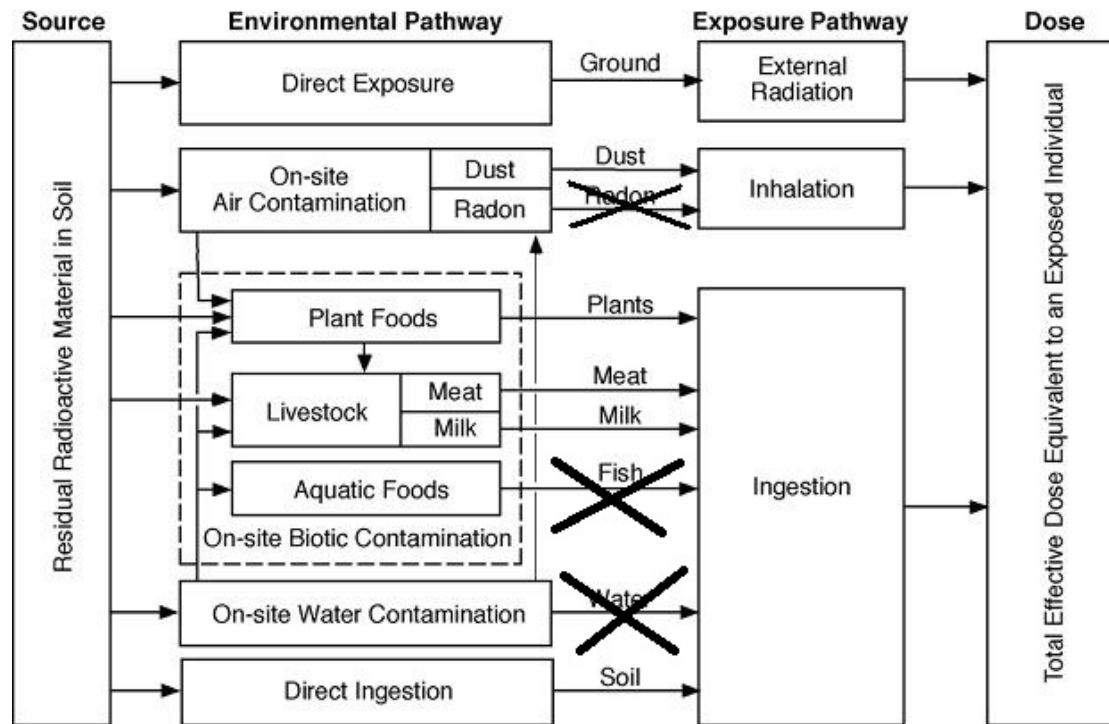 Source
Environmental Pathway
Exposure Pathway
Dose
Residual Radioactive Material in Soil
Direct Exposure
Ground
External
Radiation
On-site
Air Contamination
Dust
Radon
Dust
Radon
Inhalation
Plant Foods
Plants
Livestock
Meat
Milk
Meat
Milk
Aquatic Foods
Fish
On-site Biotic Contamination
Ingestion
On-site Water Contamination
Water
Direct Ingestion
Soil
Total Effective Dose Equivalent to an Exposed Individual